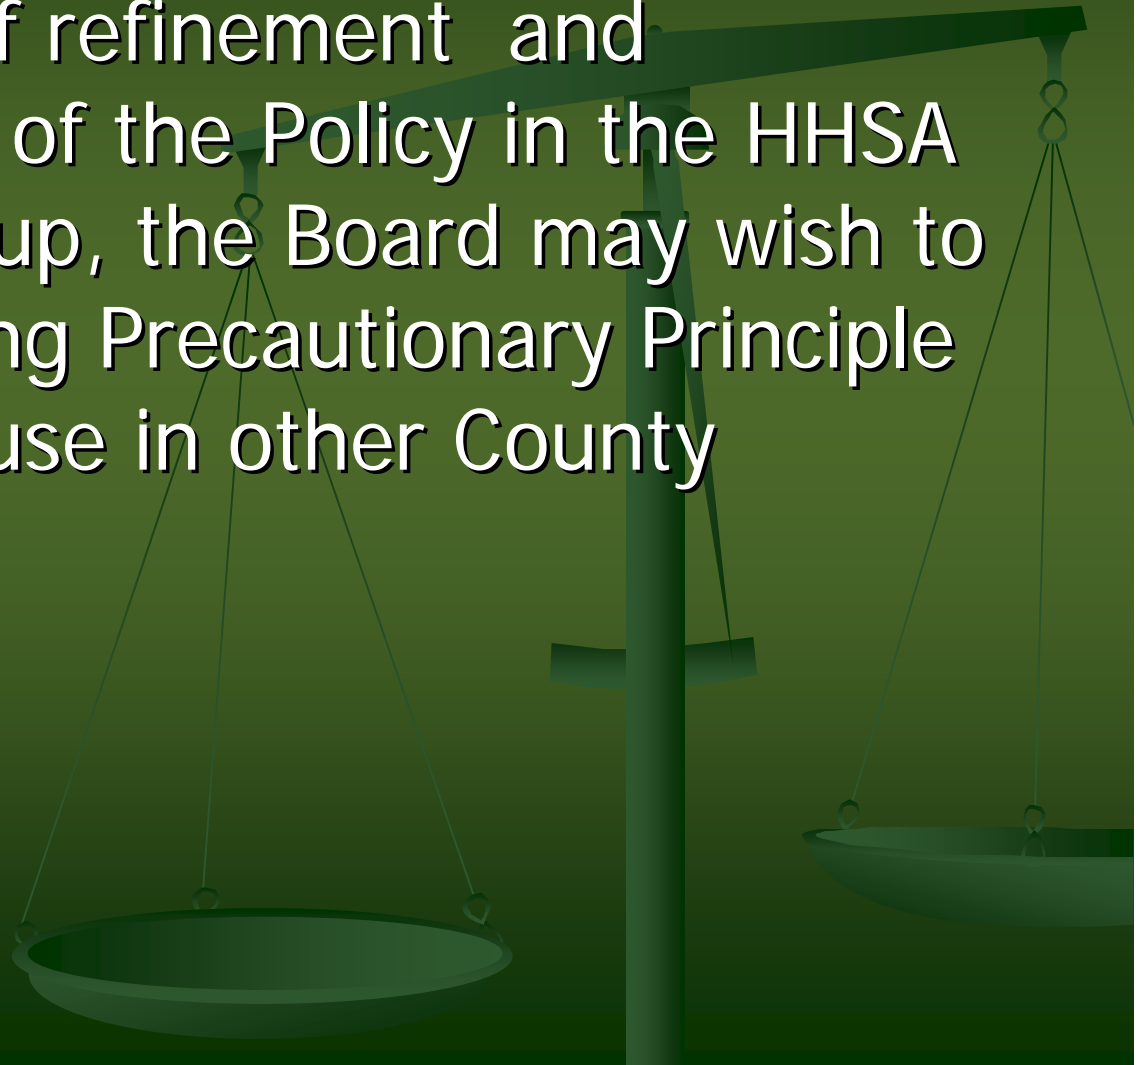 f refinement and
of the Policy in the HHSA
up, the Board may wish to
ng Precautionary Principle
use in other County